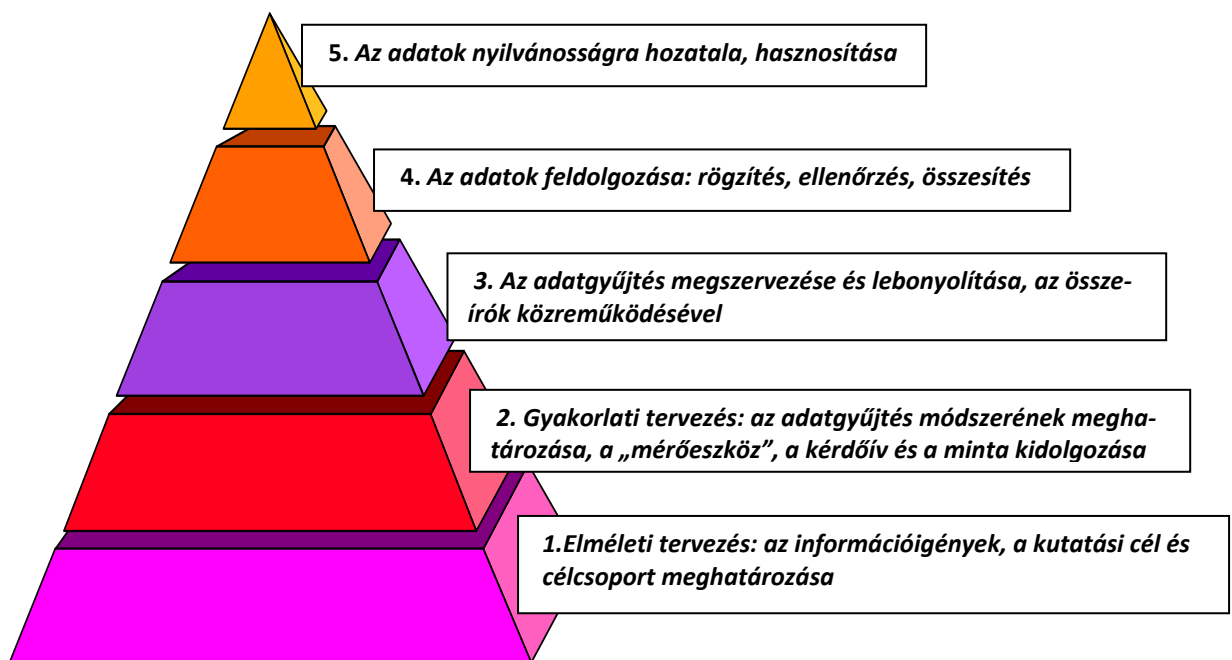 5. Az adatok nyilvánosságra hozatala, hasznosítása
4. Az adatok feldolgozása: rögzítés, ellenőrzés, összesítés
3. Az adatgyűjtés megszervezése és lebonyolítása, az össze-
írók közreműködésével
2. Gyakorlati tervezés: az adatgyűjtés módszerének megha-
tározása, a „mérőeszköz”, a kérdőív és a minta kidolgozása
1.Elméleti tervezés: az információigények, a kutatási cél és
célcsoport meghatározása